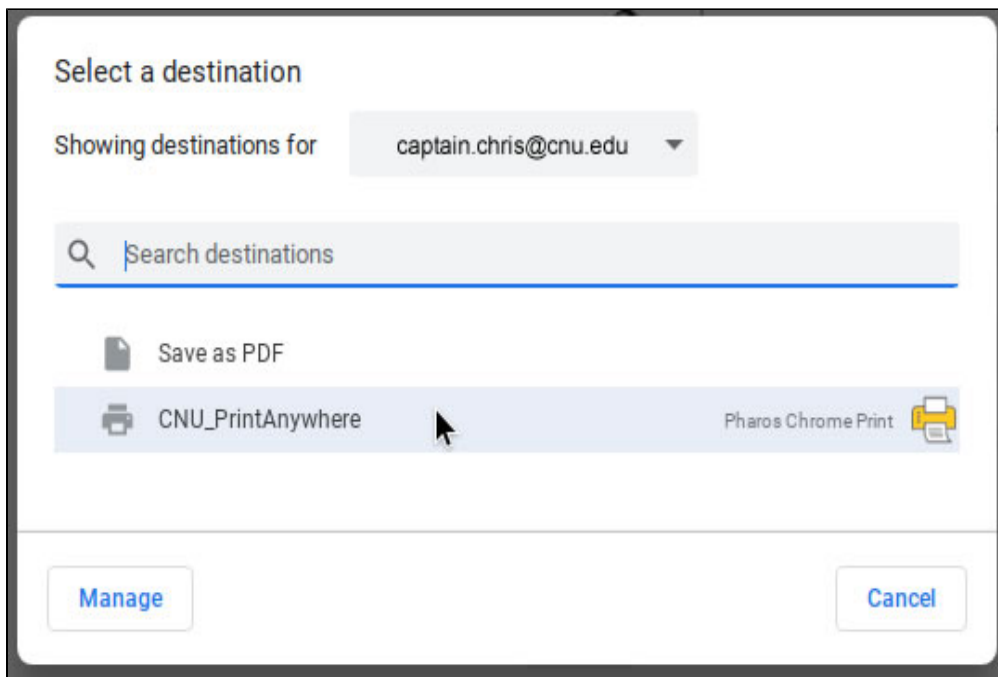 Select a destination
Showing destinations for captain.chris@cnu.edu
Search destinations
Save as PDF
CNU_PrintAnywhere Pharos Chrome Print
Manage Cancel